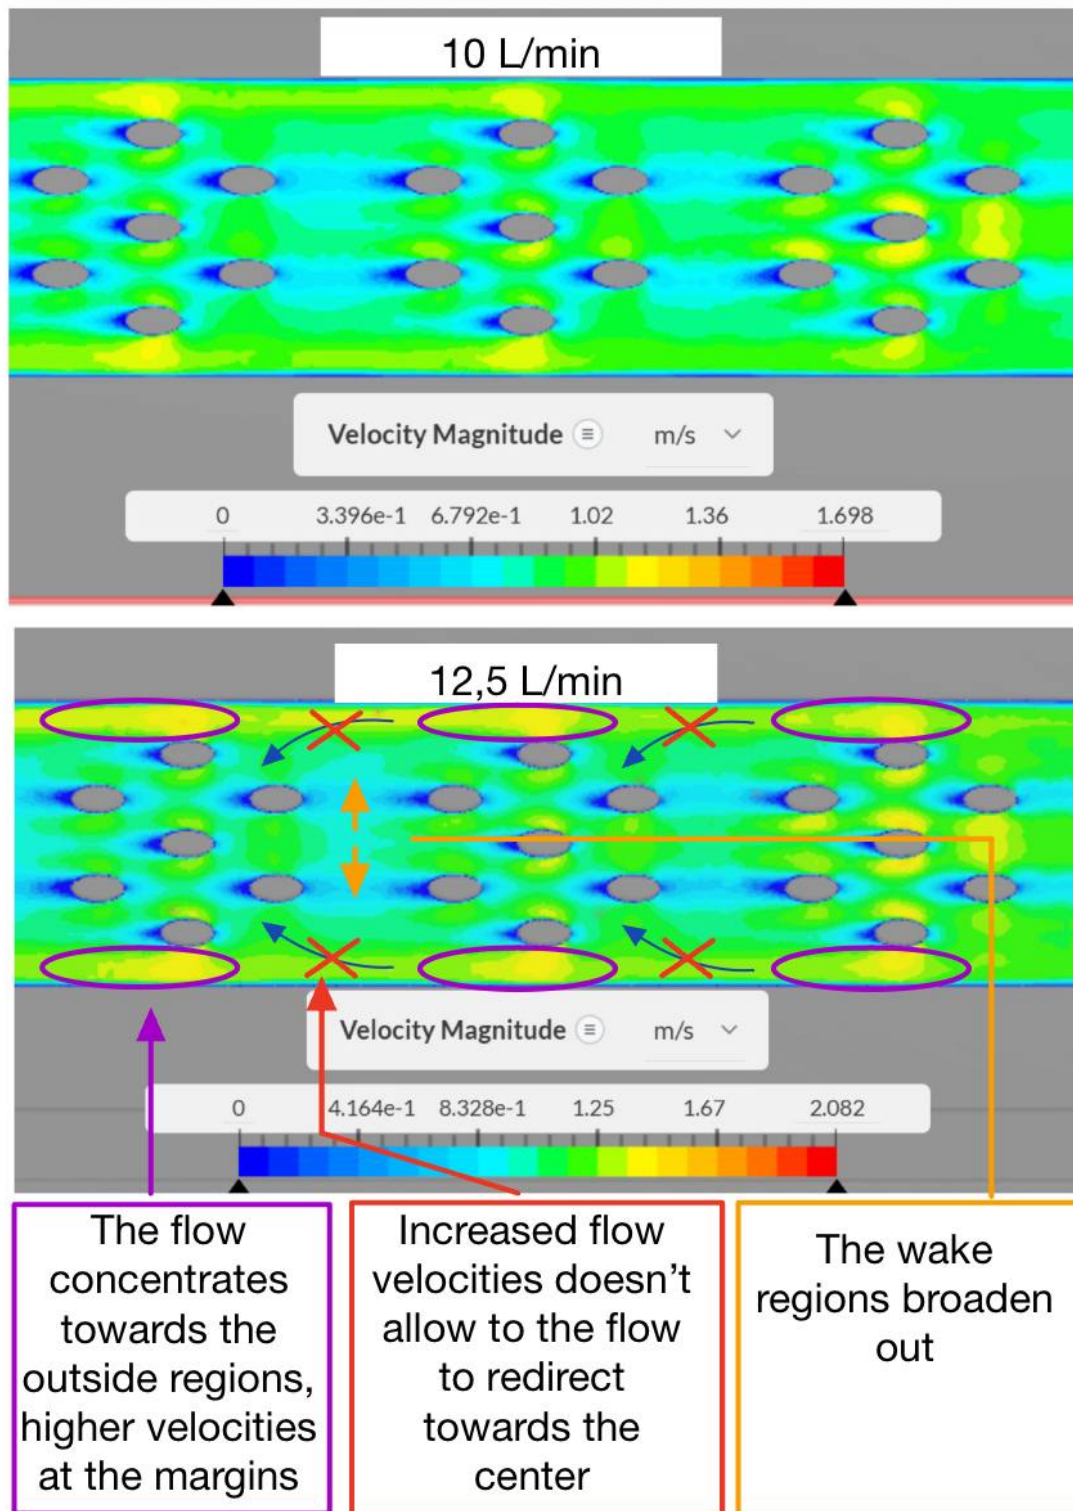 10 L/min
Velocity Magnitude m/s
0 3.396e-1 6.792e-1 1.02 1.36 1.698
12,5 L/min
Velocity Magnitude m/s
0 4.164e-1 8.328e-1 1.25 1.67 2.082
The flow
concentrates
towards the
outside regions,
higher velocities
at the margins
Increased flow
velocities doesn’t
allow to the flow
to redirect
towards the
center
The wake
regions broaden
out